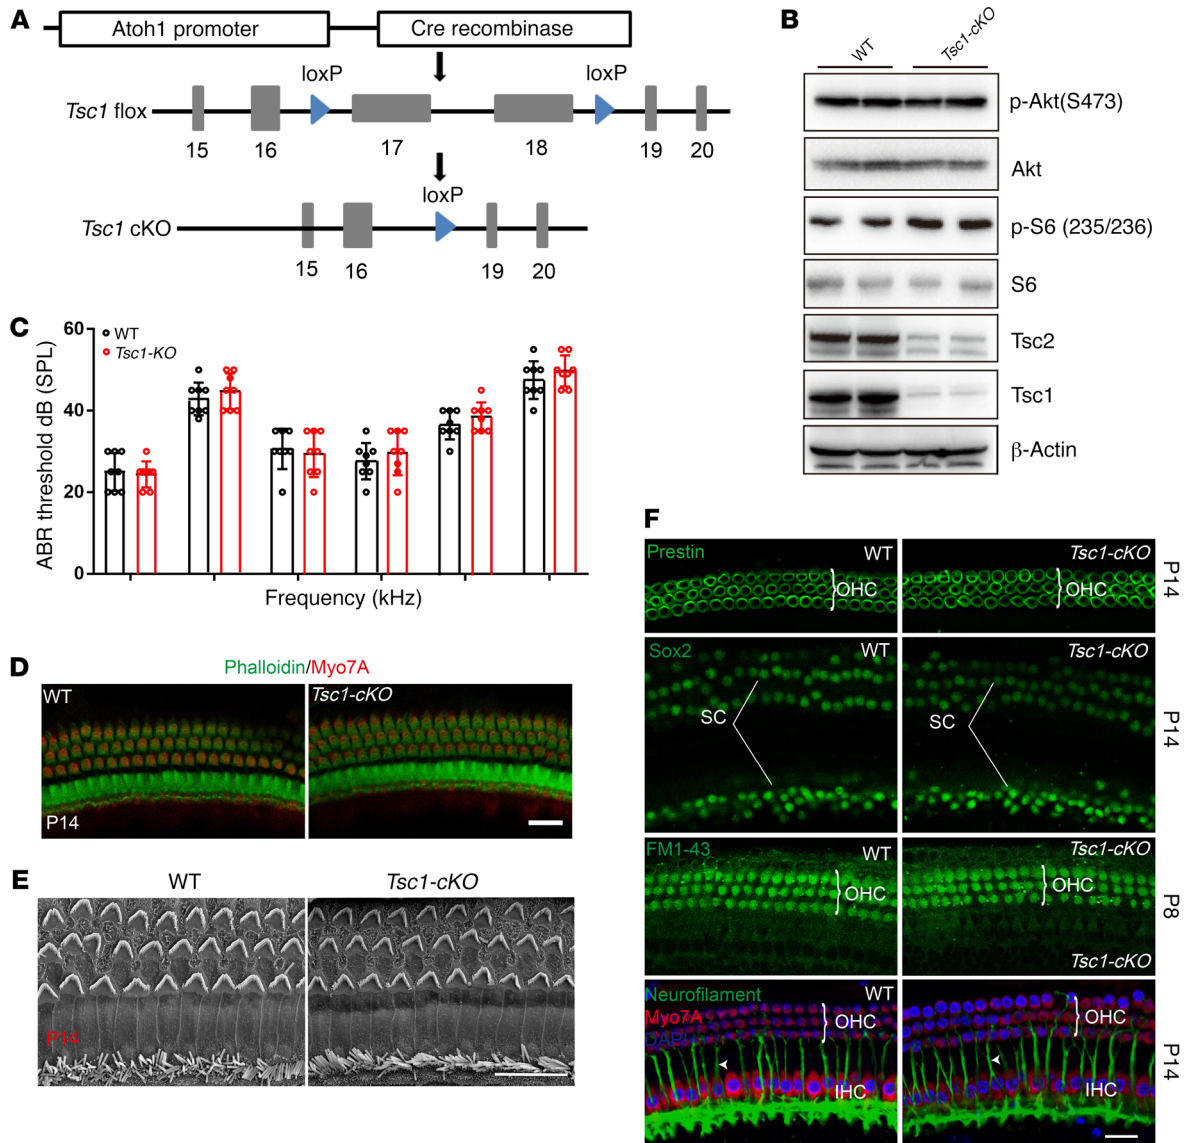 A
Atoh1 promoter
Cre recombinase
loxP
loxP
Tsc1 flox
15
16
17
18
19
20
loxP
Tsc1 cKO
15
16
19
20
B
WT
Tsc1-cKO
p-Akt(S473)
Akt
p-S6 (235/236)
S6
Tsc2
Tsc1
β-Actin
C
60
40
20
0
ABR threshold dB (SPL)
WT
Tsc1-KO
Frequency (kHz)
D
Phalloidin/Myo7A
WT
Tsc1-cKO
P14
E
WT
Tsc1-cKO
P14
F
Prestin
WT
OHC
Tsc1-cKO
OHC
P14
Sox2
WT
SC
Tsc1-cKO
SC
P14
FM1-43
WT
OHC
Tsc1-cKO
OHC
Tsc1-cKO
P8
Neurofilament
Myo7A
DAPI
WT
OHC
IHC
OHC
IHC
P14